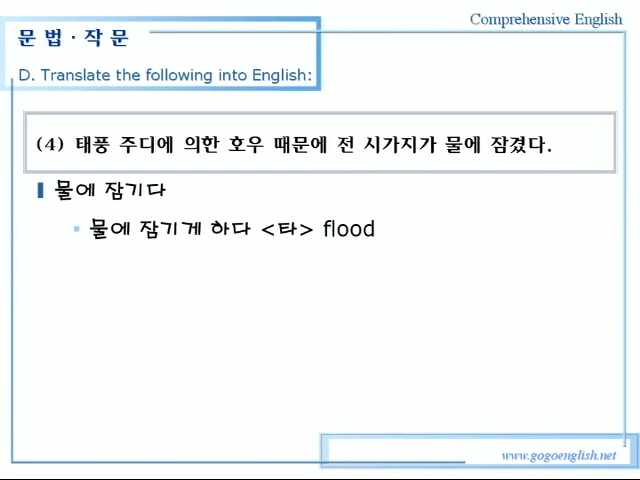 Comprehensive English
문 법 · 작 문
D. Translate the following into English:
(4) 태풍 주디에 의한 호우 때문에 전 시가지가 물에 잠겼다.
물에 잠기다
물에 잠기게 하다 <타> flood
www.gogoenglish.net